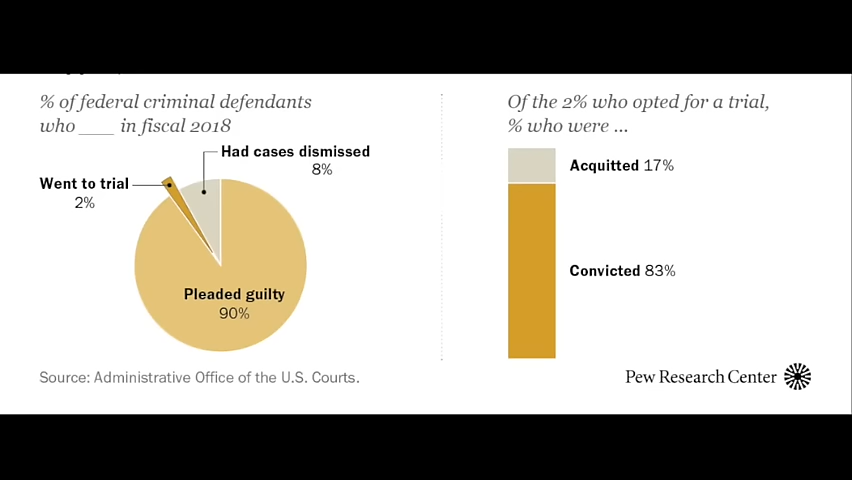 % of federal criminal defendants
who ___ in fiscal 2018
Had cases dismissed
8%
Went to trial
2%
Pleaded guilty
90%
Source: Administrative Office of the U.S. Courts.
Of the 2% who opted for a trial,
% who were ...
Acquitted 17%
Convicted 83%
Pew Research Center